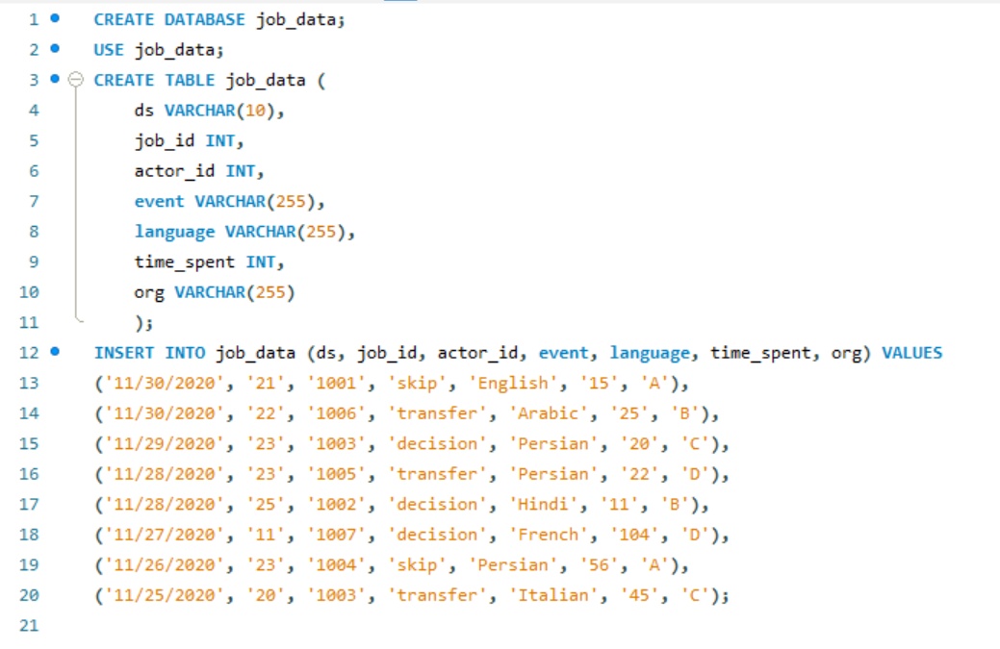 1 CREATE DATABASE job_data;
2 USE job_data;
3 CREATE TABLE job_data (
4 ds VARCHAR(10),
5 job_id INT,
6 actor_id INT,
7 event VARCHAR(255),
8 language VARCHAR(255),
9 time_spent INT,
10 org VARCHAR(255)
11 );
12 INSERT INTO job_data (ds, job_id, actor_id, event, language, time_spent, org) VALUES
13 ('11/30/2020', '21', '1001', 'skip', 'English', '15', 'A'),
14 ('11/30/2020', '22', '1006', 'transfer', 'Arabic', '25', 'B'),
15 ('11/29/2020', '23', '1003', 'decision', 'Persian', '20', 'C'),
16 ('11/28/2020', '23', '1005', 'transfer', 'Persian', '22', 'D'),
17 ('11/28/2020', '25', '1002', 'decision', 'Hindi', '11', 'B'),
18 ('11/27/2020', '11', '1007', 'decision', 'French', '104', 'D'),
19 ('11/26/2020', '23', '1004', 'skip', 'Persian', '56', 'A'),
20 ('11/25/2020', '20', '1003', 'transfer', 'Italian', '45', 'C');
21